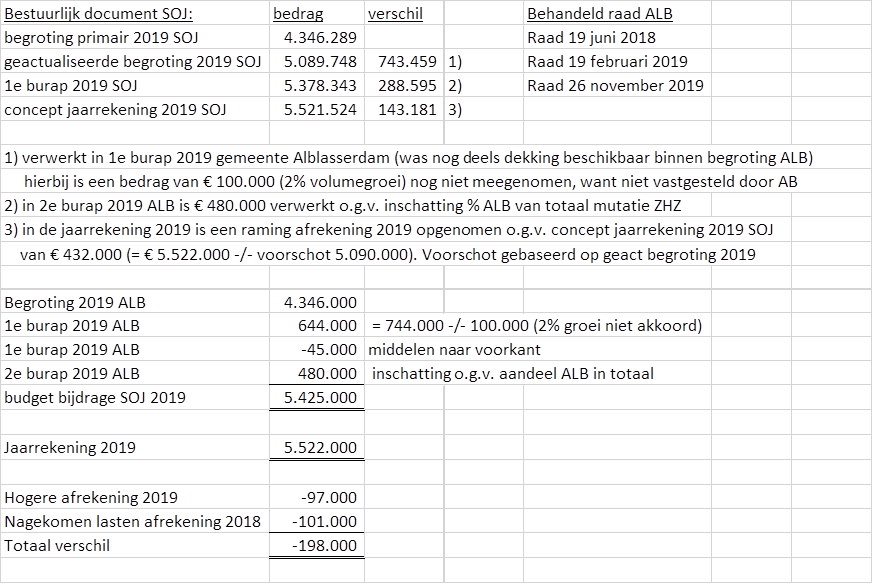 Bestuurlijk document SOJ: bedrag verschil Behandeld raad ALB
begroting primair 2019 SOJ 4.346.289 Raad 19 juni 2018
geactualiseerde begroting 2019 SOJ 5.089.748 743.459 1) Raad 19 februari 2019
1e burap 2019 SOJ 5.378.343 288.595 2) Raad 26 november 2019
concept jaarrekening 2019 SOJ 5.521.524 143.181 3)
1) verwerkt in 1e burap 2019 gemeente Alblasserdam (was nog deels dekking beschikbaar binnen begroting ALB)
hierbij is een bedrag van € 100.000 (2% volumegroei) nog niet meegenomen, want niet vastgesteld door AB
2) in 2e burap 2019 ALB is € 480.000 verwerkt o.g.v. inschatting % ALB van totaal mutatie ZHZ
3) in de jaarrekening 2019 is een raming afrekening 2019 opgenomen o.g.v. concept jaarrekening 2019 SOJ
van € 432.000 (= € 5.522.000 -/- voorschot 5.090.000). Voorschot gebaseerd op geact begroting 2019
Begroting 2019 ALB 4.346.000
1e burap 2019 ALB 644.000 = 744.000 -/- 100.000 (2% groei niet akkoord)
1e burap 2019 ALB -45.000 middelen naar voorkant
2e burap 2019 ALB 480.000 inschatting o.g.v. aandeel ALB in totaal
budget bijdrage SOJ 2019 5.425.000
Jaarrekening 2019 5.522.000
Hogere afrekening 2019 -97.000
Nagekomen lasten afrekening 2018 -101.000
Totaal verschil -198.000